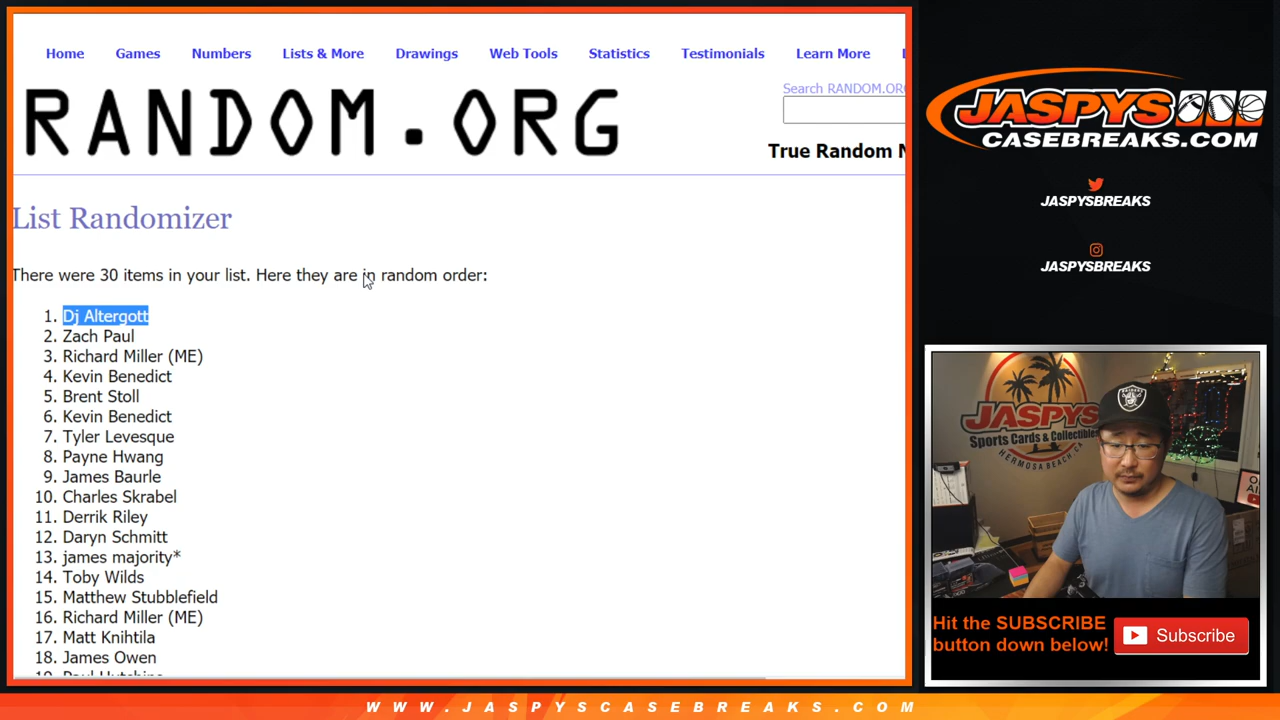 Home Games Numbers Lists & More Drawings Web Tools Statistics Testimonials Learn More
RANDOM.ORG
Search RANDOM.ORG
True Random N
List Randomizer
There were 30 items in your list. Here they are in random order:
1. Dj Altergott
2. Zach Paul
3. Richard Miller (ME)
4. Kevin Benedict
5. Brent Stoll
6. Kevin Benedict
7. Tyler Levesque
8. Payne Hwang
9. James Baurle
10. Charles Skrabel
11. Derrik Riley
12. Daryn Schmitt
13. james majority*
14. Toby Wilds
15. Matthew Stubblefield
16. Richard Miller (ME)
17. Matt Knihtila
18. James Owen
JASPYS
CASEBREAKS.COM
JASPYSBREAKS
JASPYSBREAKS
JASPYS
Sports Cards & Collectibles
HERMOSA BEACH, CA
RAIDERS
Hit the SUBSCRIBE
button down below!
Subscribe
WWW.JASPYSCASEBREAKS.COM